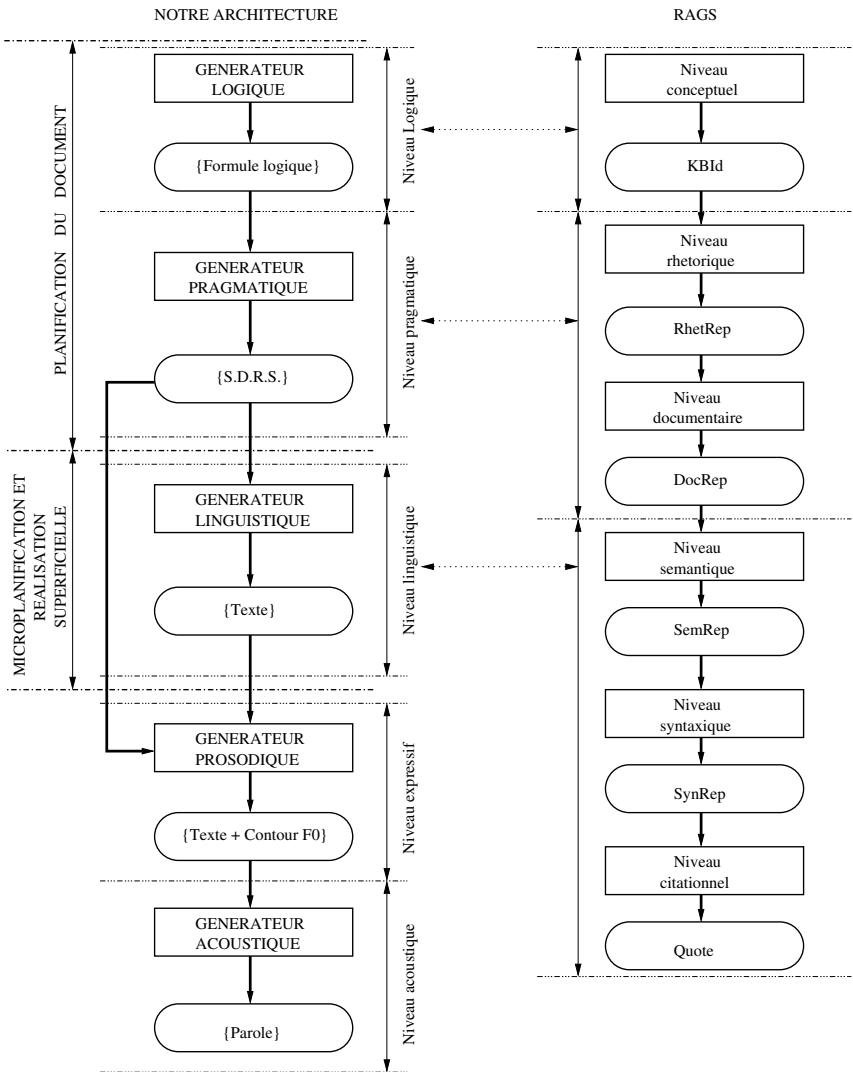 NOTRE ARCHITECTURE
RAGS
PLANIFICATION DU DOCUMENT
MICROPLANIFICATION ET
REALISATION
SUPERFICIELLE
GENERATEUR
LOGIQUE
{Formule logique}
GENERATEUR
PRAGMATIQUE
{S.D.R.S.}
GENERATEUR
LINGUISTIQUE
{Texte}
GENERATEUR
PROSODIQUE
{Texte + Contour F0}
GENERATEUR
ACOUSTIQUE
{Parole}
Niveau Logique
Niveau pragmatique
Niveau linguistique
Niveau expressif
Niveau acoustique
Niveau
conceptuel
KBId
Niveau
rhetorique
RhetRep
Niveau
documentaire
DocRep
Niveau
semantique
SemRep
Niveau
syntaxique
SynRep
Niveau
citationnel
Quote